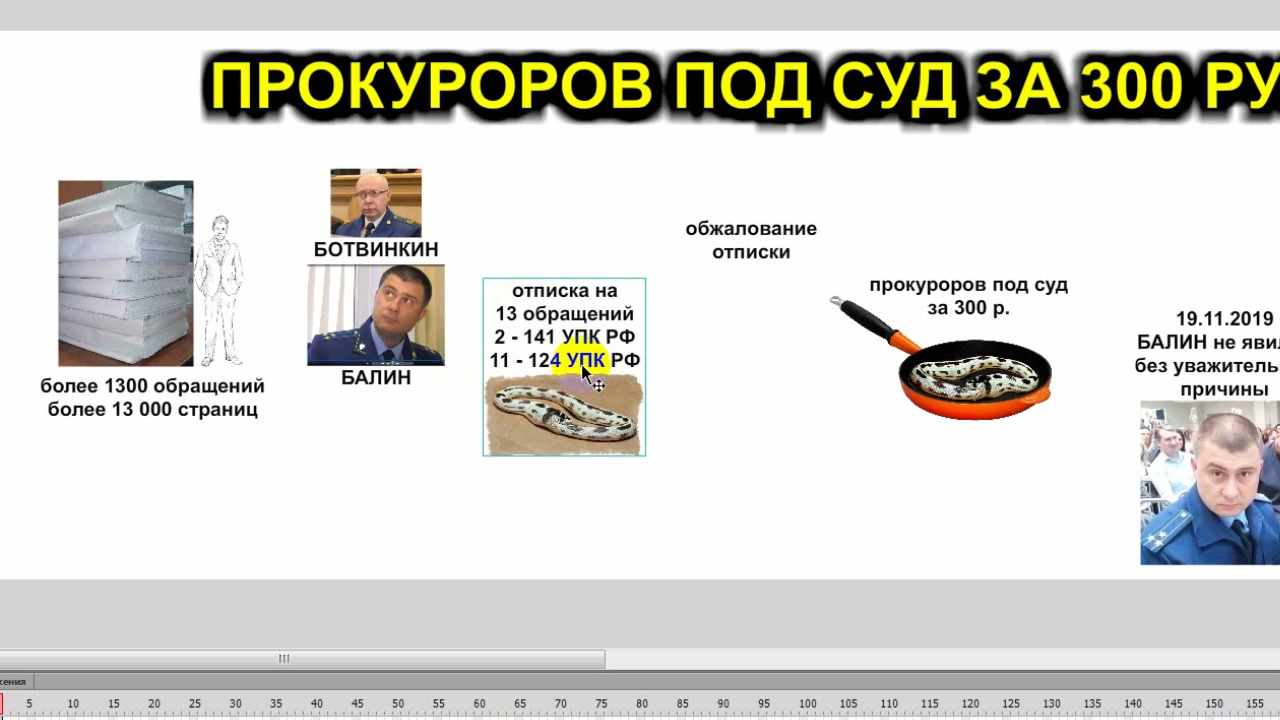 ПРОКУРОРОВ ПОД СУД ЗА 300 РУ
более 1300 обращений
более 13 000 страниц
БОТВИНКИН
БАЛИН
отписка на
13 обращений
2 - 141 УПК РФ
11 - 124 УПК РФ
обжалование
отписки
прокуроров под суд
за 300 р.
19.11.2019
БАЛИН не явил
без уважитель
причины
жения
5 10 15 20 25 30 35 40 45 50 55 60 65 70 75 80 85 90 95 100 105 110 115 120 125 130 135 140 145 150 155